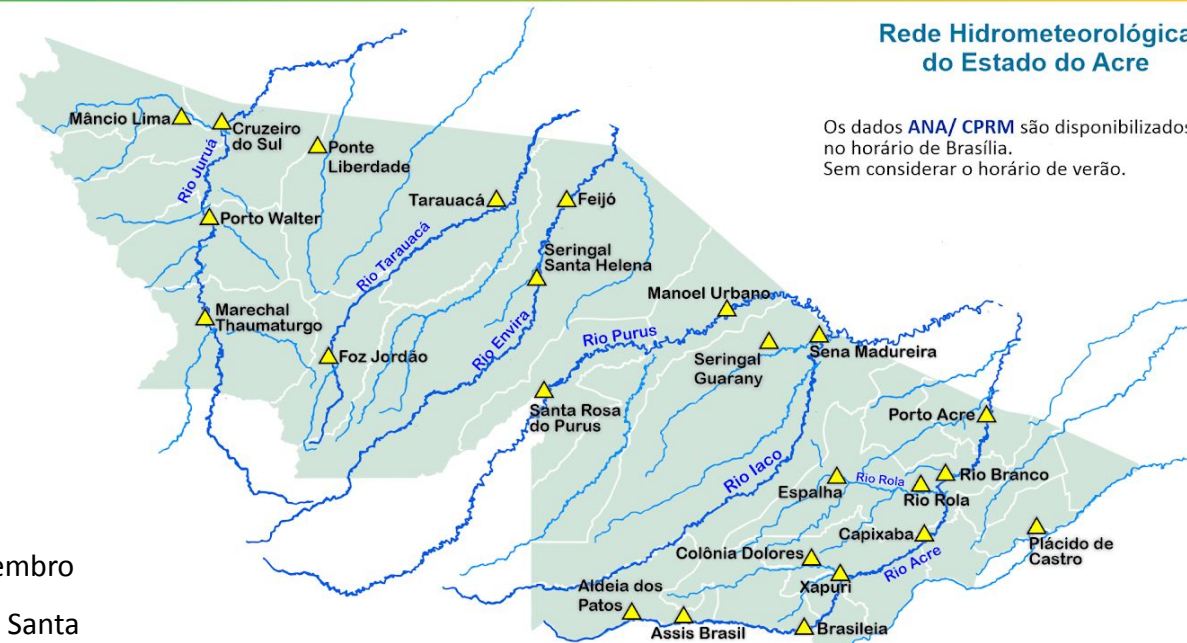 Rede Hidrometeorológica
do Estado do Acre
Os dados ANA/ CPRM são disponibilizados
no horário de Brasília.
Sem considerar o horário de verão.
Mâncio Lima
Cruzeiro
do Sul
Ponte
Liberdade
Rio Juruá
Porto Walter
Tarauacá
Feijó
Rio Tarauacá
Seringal
Santa Helena
Marechal
Thaumaturgo
Foz Jordão
Rio Envira
Manoel Urbano
Rio Purus
Seringal
Guarany
Sena Madureira
Santa Rosa
do Purus
Porto Acre
Rio Iaco
Espalha
Rio Rola
Rio Rola
Rio Branco
Capixaba
Plácido de
Castro
Colônia Dolores
Xapuri
Rio Acre
Aldeia dos
Patos
Assis Brasil
Brasileia
embro
Santa